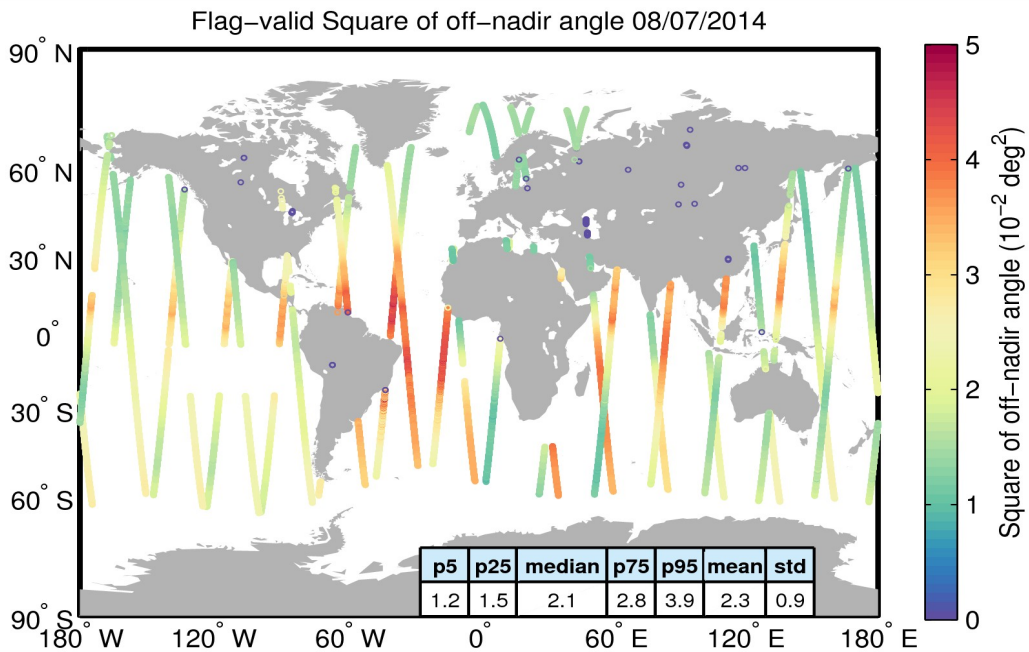 Flag−valid Square of off−nadir angle 08/07/2014
90° N
60° N
30° N
0°
30° S
60° S
90° S
180° W
120° W
60° W
0°
60° E
120° E
180° E
p5 p25 median p75 p95 mean std
1.2 1.5 2.1 2.8 3.9 2.3 0.9
5
4
3
2
1
0
Square of off−nadir angle (10⁻² deg²)